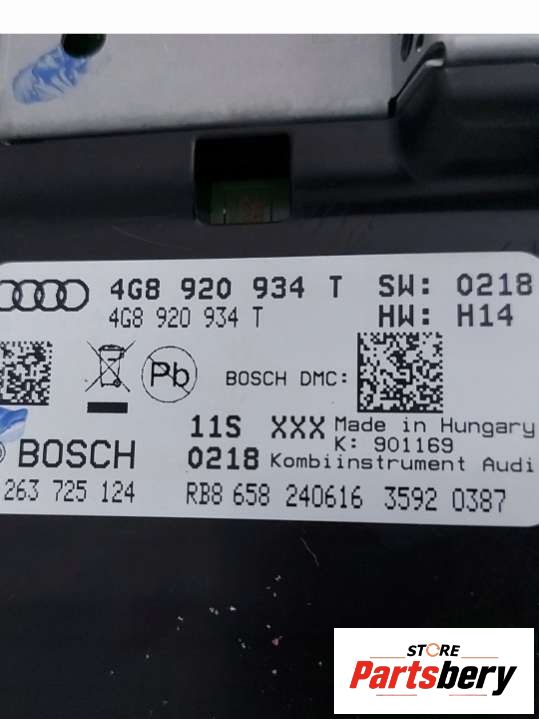 4G8 920 934 T SW: 0218
4G8 920 934 T HW: H14
Pb BOSCH DMC:
11S XXX Made in Hungary
K: 901169
BOSCH 0218 Kombiinstrument Audi
263 725 124 RB8 658 240616 3592 0387
STORE
Partsbery